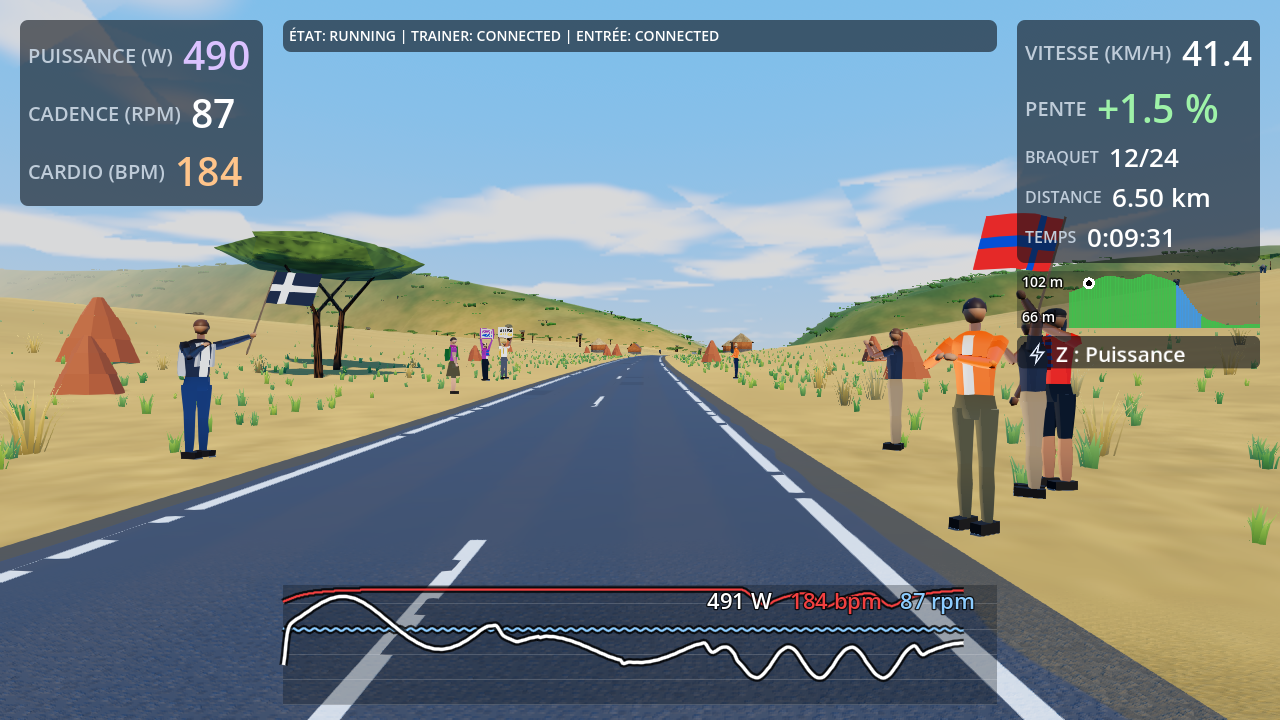 PUISSANCE (W) 490
CADENCE (RPM) 87
CARDIO (BPM) 184
ÉTAT: RUNNING | TRAINER: CONNECTED | ENTRÉE: CONNECTED
VITESSE (KM/H) 41.4
PENTE +1.5 %
BRAQUET 12/24
DISTANCE 6.50 km
TEMPS 0:09:31
102 m
66 m
Z : Puissance
491 W 184 bpm 87 rpm